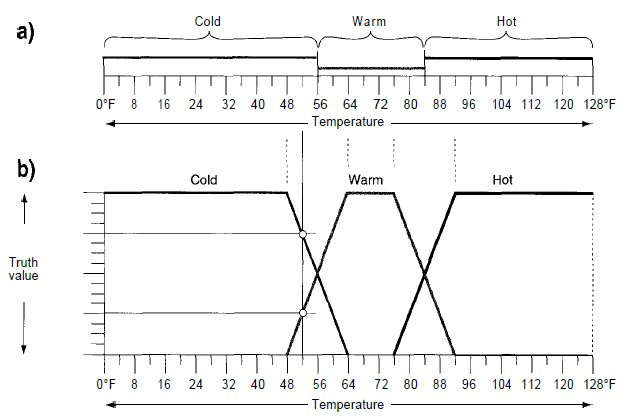 a)
Cold Warm Hot
0°F 8 16 24 32 40 48 56 64 72 80 88 96 104 112 120 128°F
Temperature
b)
Cold Warm Hot
Truth
value
0°F 8 16 24 32 40 48 56 64 72 80 88 96 104 112 120 128°F
Temperature